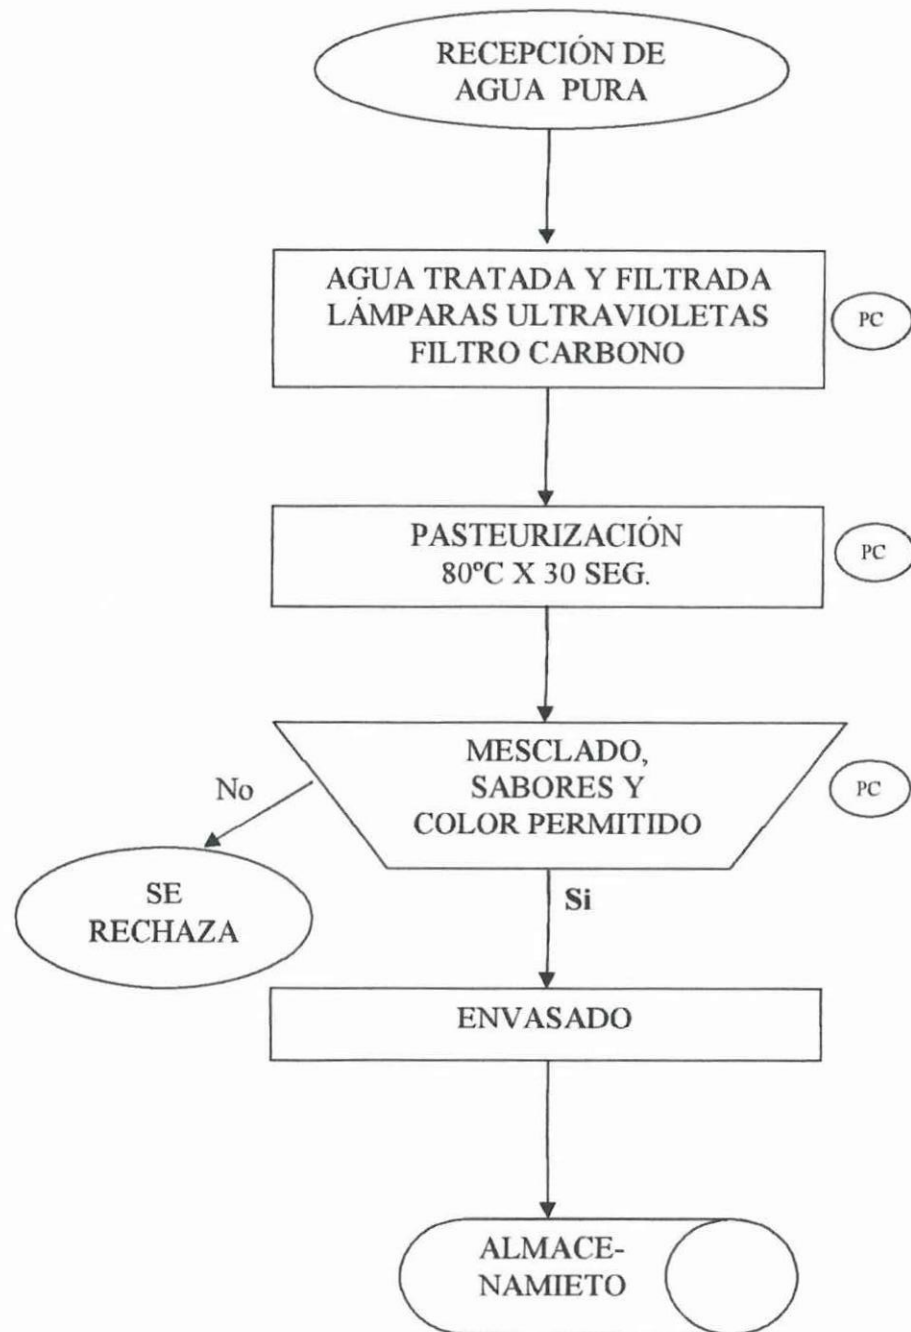 RECEPCIÓN DE
AGUA PURA
AGUA TRATADA Y FILTRADA
LÁMPARAS ULTRAVIOLETAS
FILTRO CARBONO
PC
PASTEURIZACIÓN
80ºC X 30 SEG.
PC
MESCLADO,
SABORES Y
COLOR PERMITIDO
PC
No
SE
RECHAZA
Si
ENVASADO
ALMACE-
NAMIETO